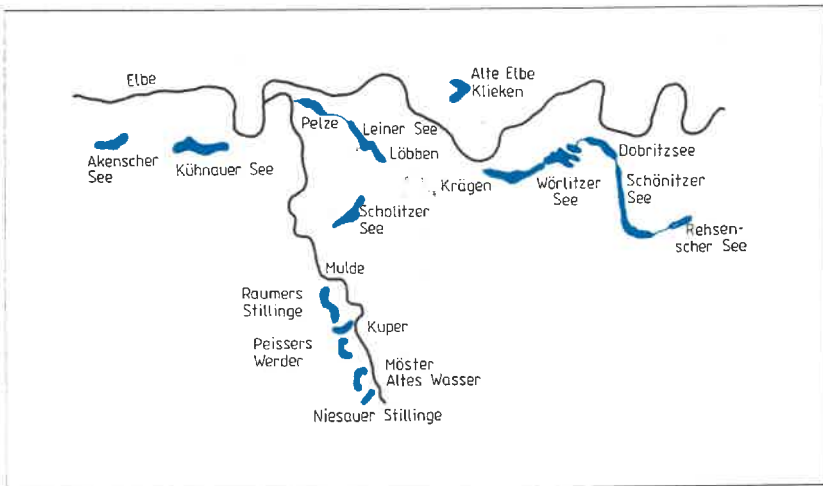 Elbe
Alte Elbe
Klieken
Pelze
Leiner See
Löbben
Akenscher
See
Kühnauer See
Krägen
Wörlitzer
See
Dobritzsee
Schönitzer
See
Rehsen-
scher See
Scholitzer
See
Mulde
Raumers
Stillinge
Kuper
Peissers
Werder
Möster
Altes Wasser
Niesauer Stillinge